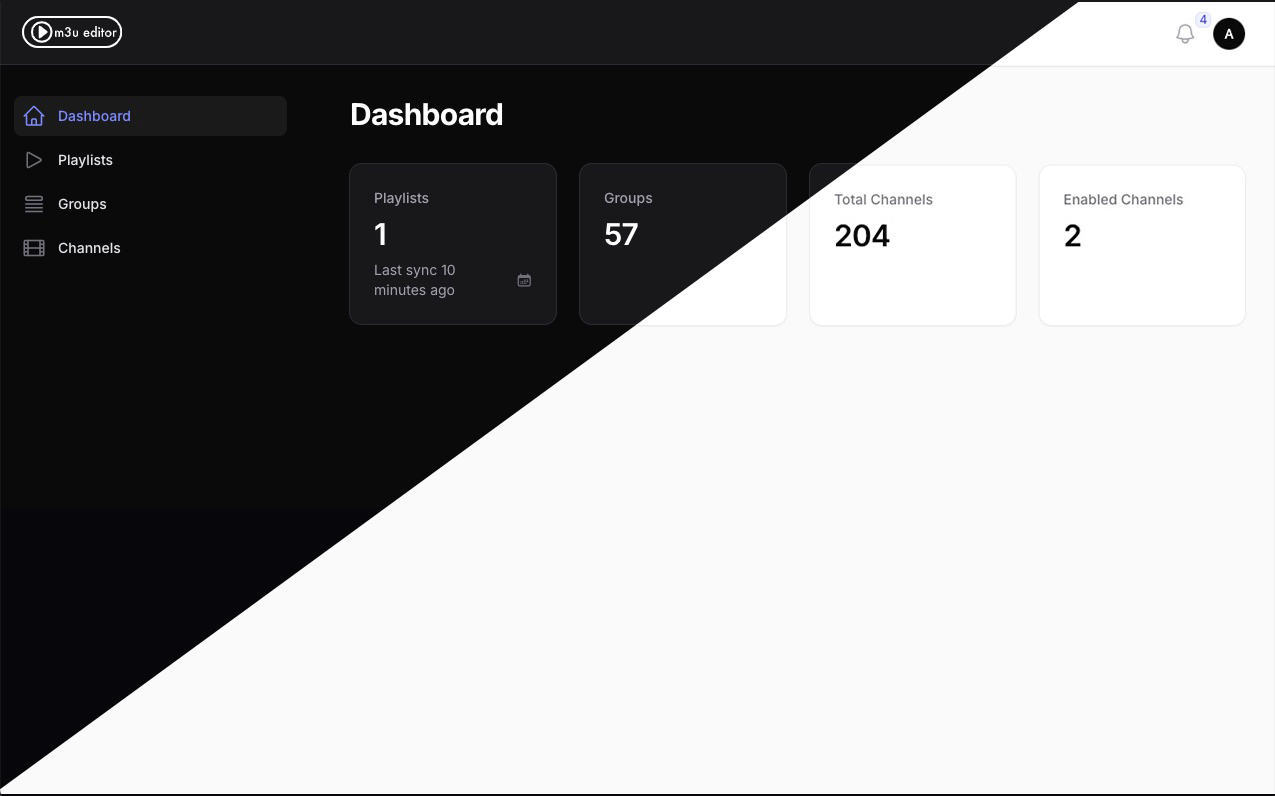 m3u editor
4
A
Dashboard
Playlists
Groups
Channels
Dashboard
Playlists
1
Last sync 10
minutes ago
Groups
57
Total Channels
204
Enabled Channels
2